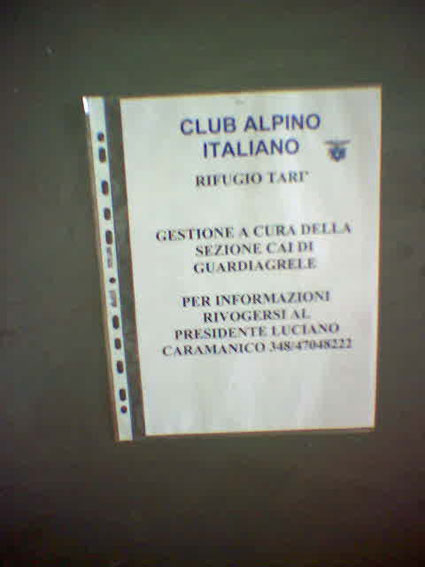 CLUB ALPINO
ITALIANO
RIFUGIO TARI'
GESTIONE A CURA DELLA
SEZIONE CAI DI
GUARDIAGRELE
PER INFORMAZIONI
RIVOGERSI AL
PRESIDENTE LUCIANO
CARAMANICO 348/47048222